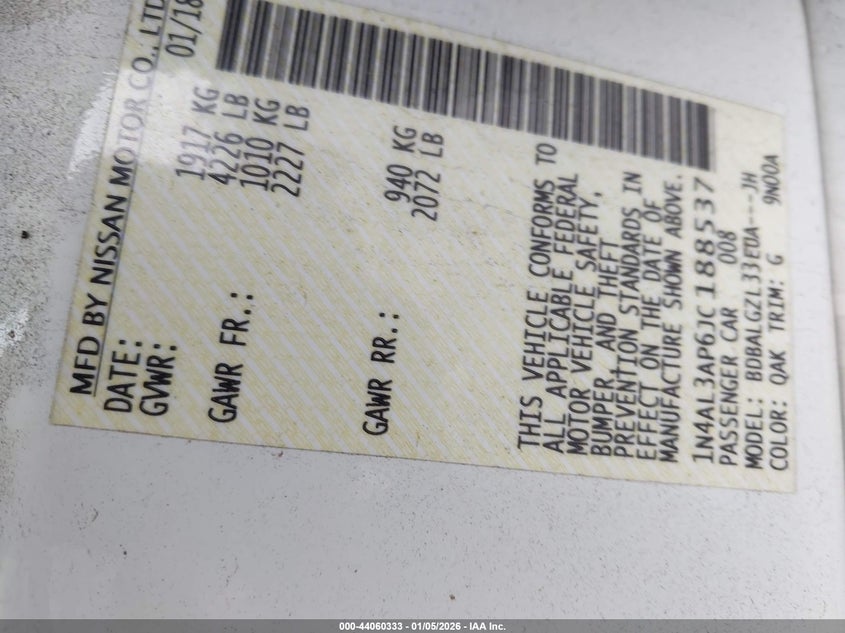 MFD BY NISSAN MOTOR CO., LTD
DATE: 01/18
GVWR: 1917 KG
4226 LB
GAWR FR.: 1010 KG
2227 LB
GAWR RR.: 940 KG
2072 LB
THIS VEHICLE CONFORMS TO
ALL APPLICABLE FEDERAL
MOTOR VEHICLE SAFETY,
BUMPER, AND THEFT
PREVENTION STANDARDS IN
EFFECT ON THE DATE OF
MANUFACTURE SHOWN ABOVE.
1N4AL3AP6JC188537
PASSENGER CAR 008
MODEL: BDBALGZL33EUA---JH
COLOR: QAK TRIM: G 9N00A
000-44060333 - 01/05/2026 - IAA Inc.